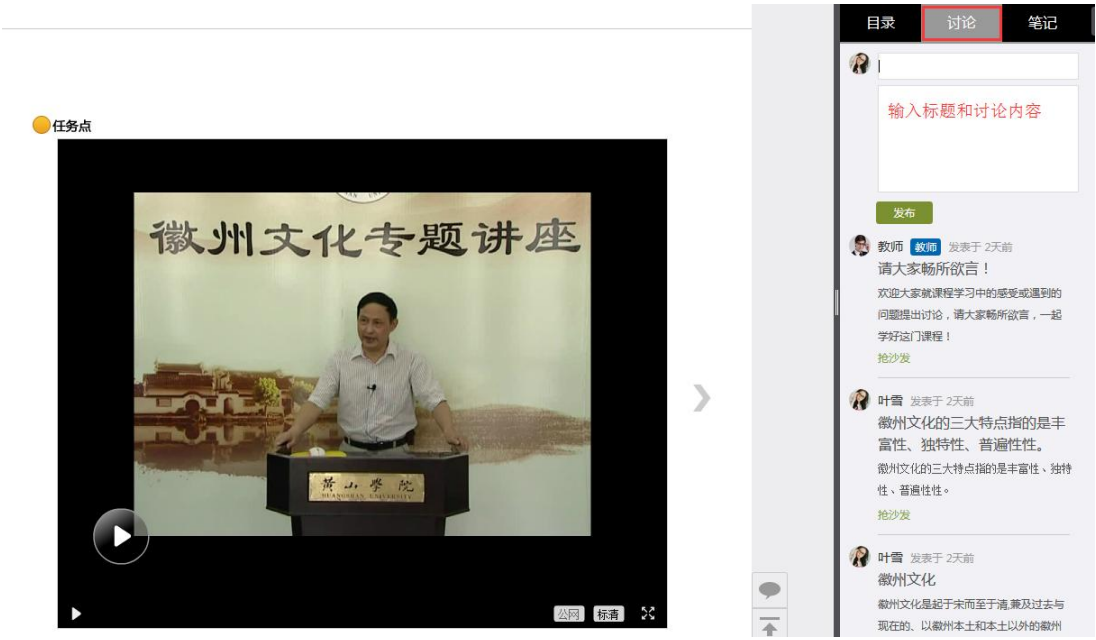 目录
讨论
笔记
输入标题和讨论内容
发布
任务点
徽州文化专题讲座
黄山学院
HUANGSHAN UNIVERSITY
公网
标清
教师 教师 发表于 2天前
请大家畅所欲言！
欢迎大家就课程学习中的感受或遇到的
问题提出讨论，请大家畅所欲言，一起
学好这门课程！
抢沙发
叶雪 发表于 2天前
徽州文化的三大特点指的是丰
富性、独特性、普遍性性。
徽州文化的三大特点指的是丰富性、独特
性、普遍性性。
抢沙发
叶雪 发表于 2天前
徽州文化
徽州文化是起于宋而至于清,兼及过去与
现在的、以徽州本土和本土以外的徽州